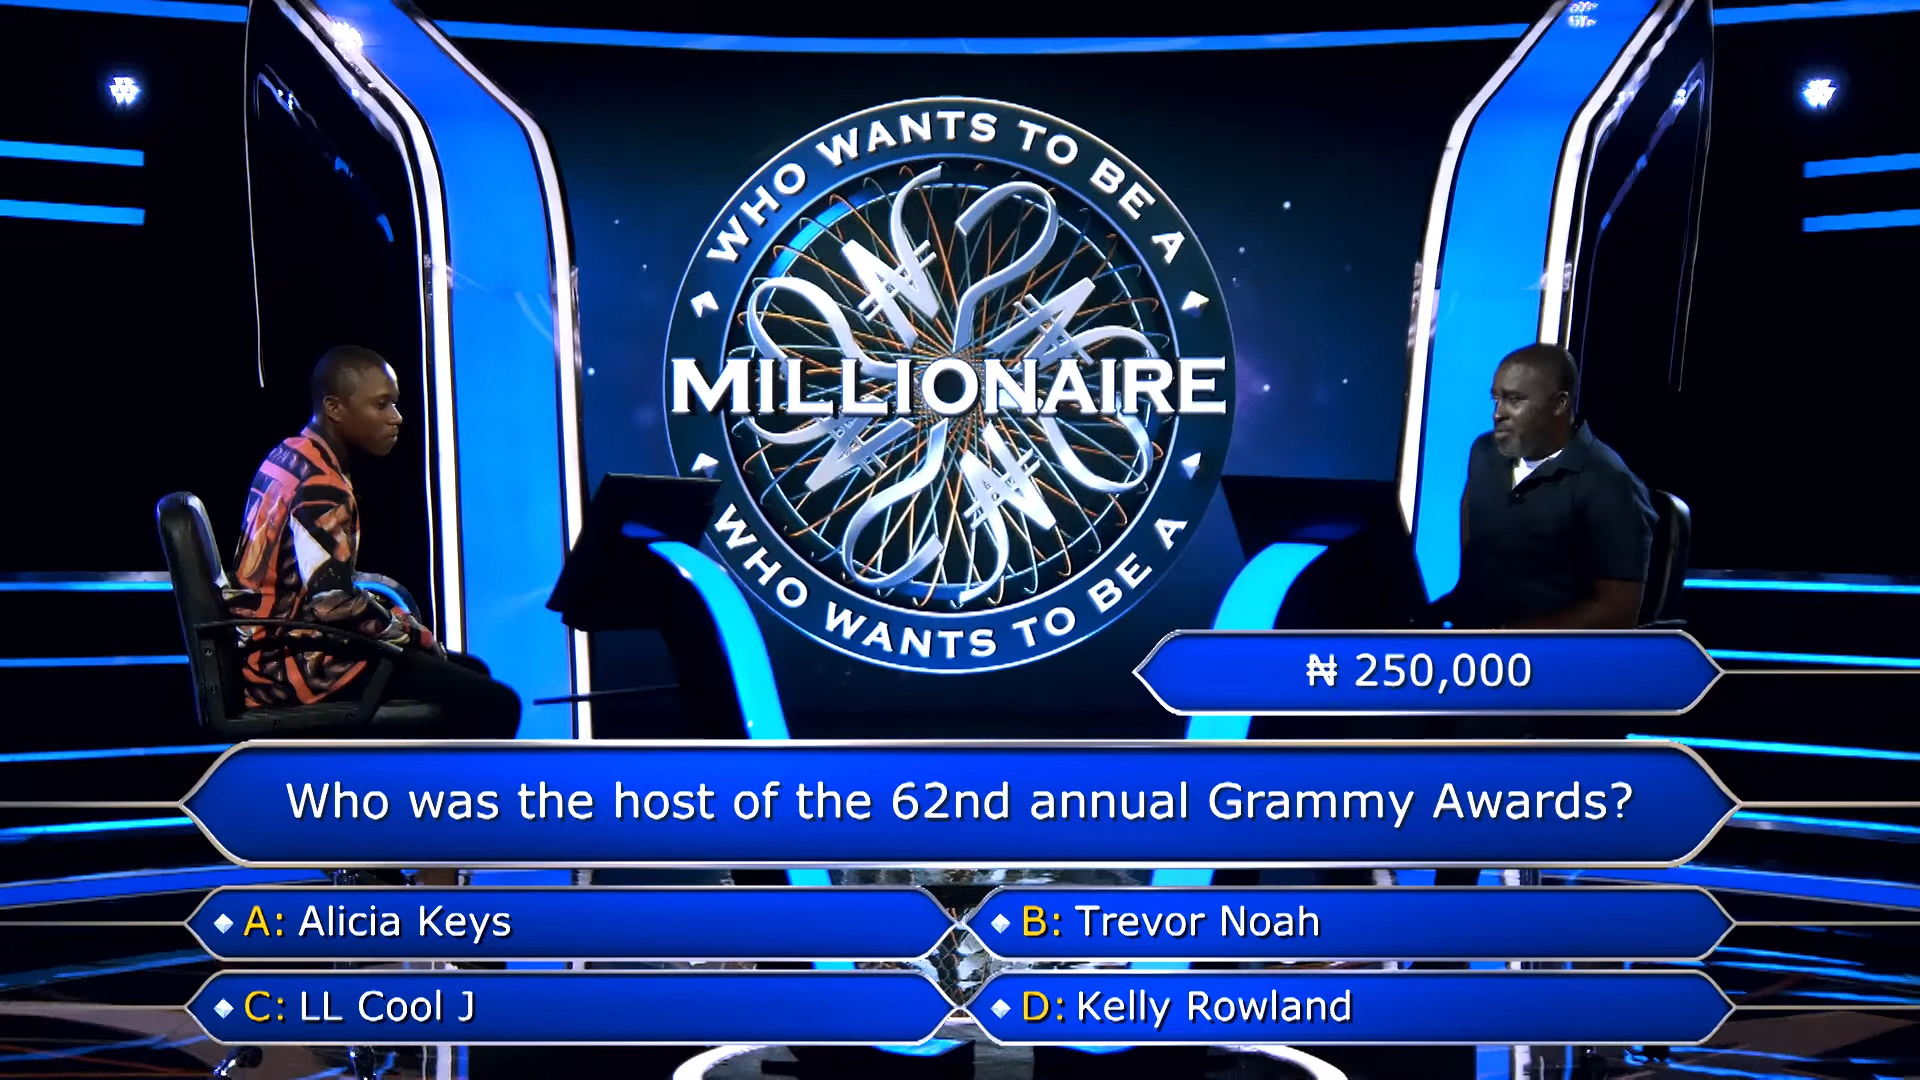 WHO WANTS TO BE A
MILLIONAIRE
WHO WANTS TO BE A
₦ 250,000
Who was the host of the 62nd annual Grammy Awards?
A: Alicia Keys
B: Trevor Noah
C: LL Cool J
D: Kelly Rowland